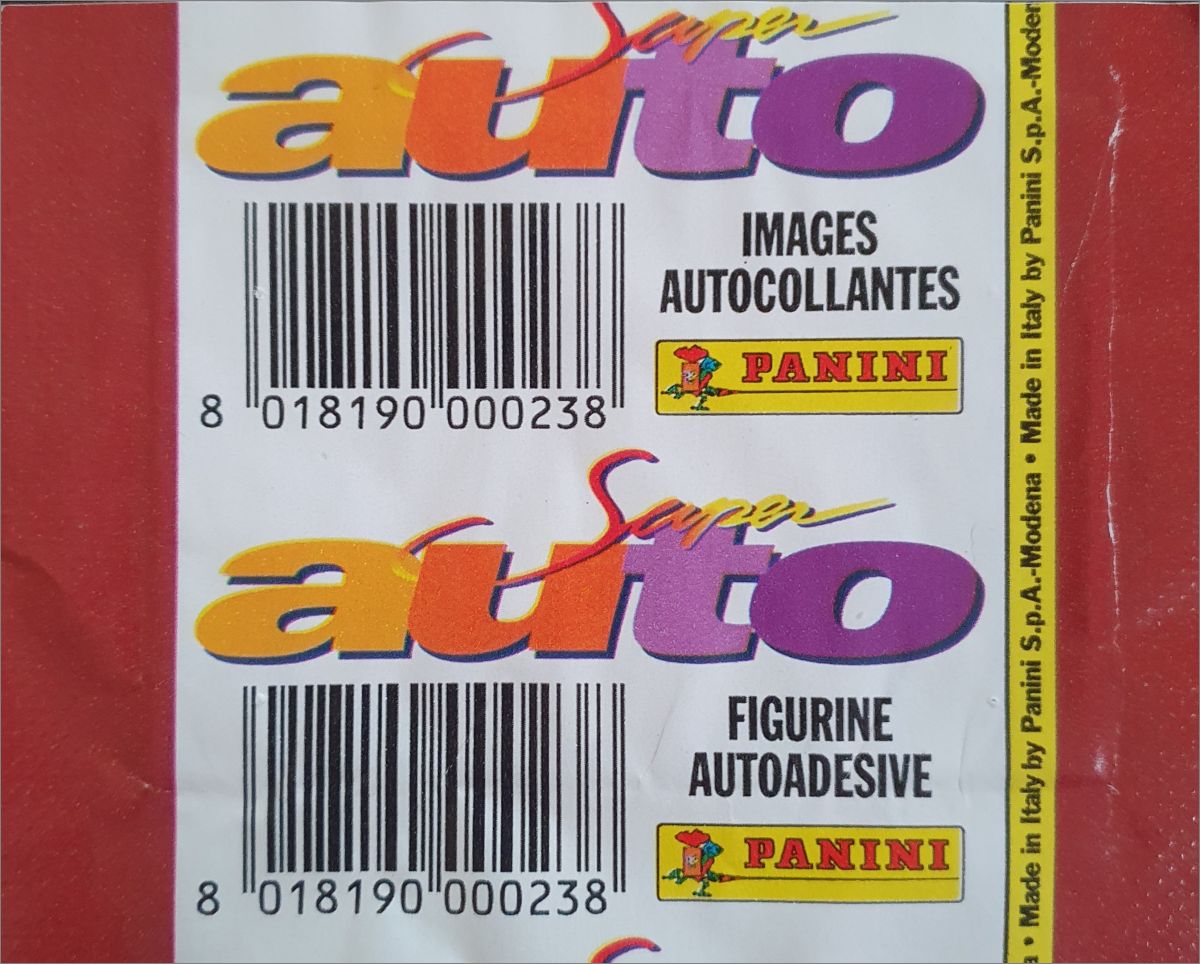 Super
auto
IMAGES
AUTOCOLLANTES
PANINI
8 018190 000238
Super
auto
FIGURINE
AUTOADESIVE
PANINI
8 018190 000238
• Made in Italy by Panini S.p.A.-Modena • Made in Italy by Panini S.p.A.-Moden